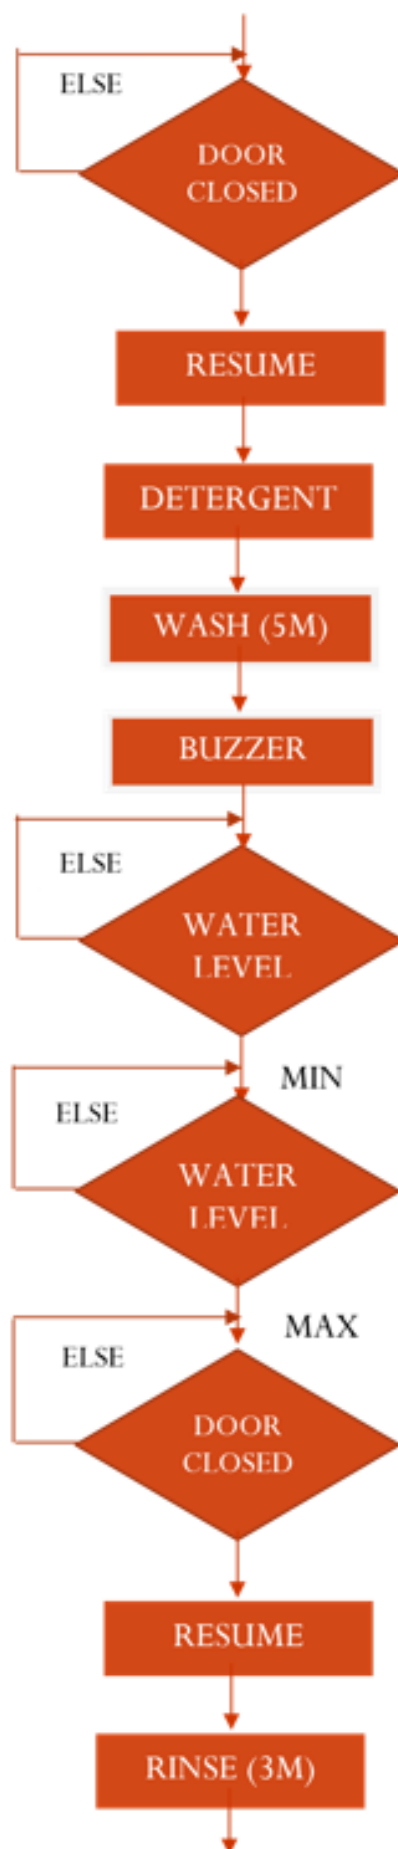 ELSE
DOOR
CLOSED
RESUME
DETERGENT
WASH (5M)
BUZZER
ELSE
WATER
LEVEL
MIN
ELSE
WATER
LEVEL
MAX
ELSE
DOOR
CLOSED
RESUME
RINSE (3M)